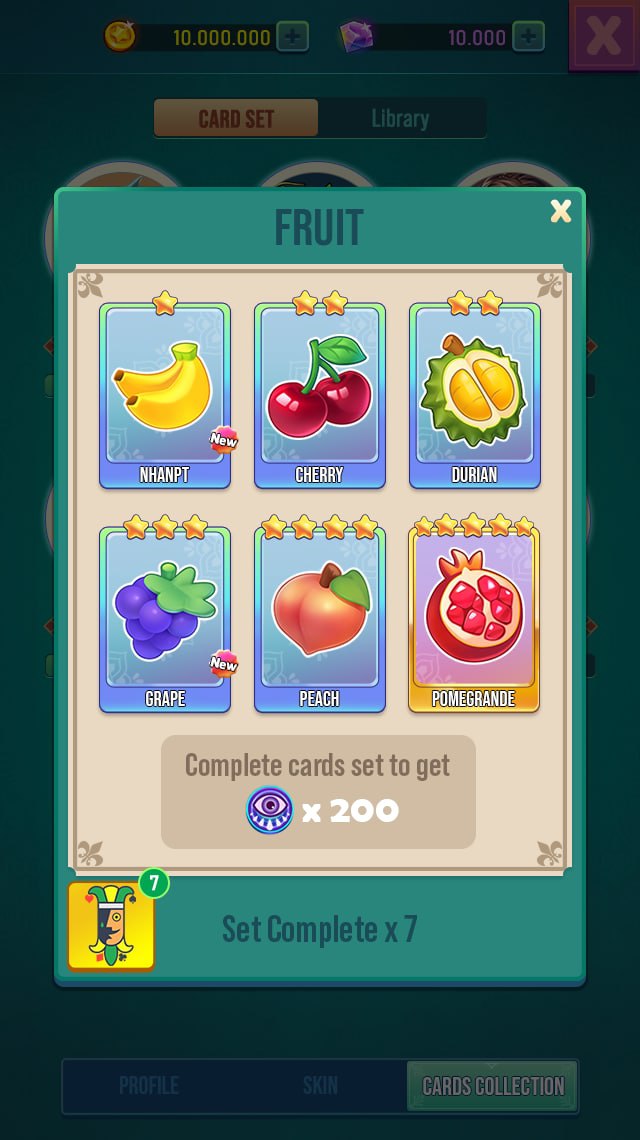 10.000.000
+
10.000
+
X
CARD SET
Library
FRUIT
X
New
NHANPT
CHERRY
DURIAN
New
GRAPE
PEACH
POMEGRANDE
Complete cards set to get
x 200
7
Set Complete x 7
PROFILE
SKIN
CARDS COLLECTION